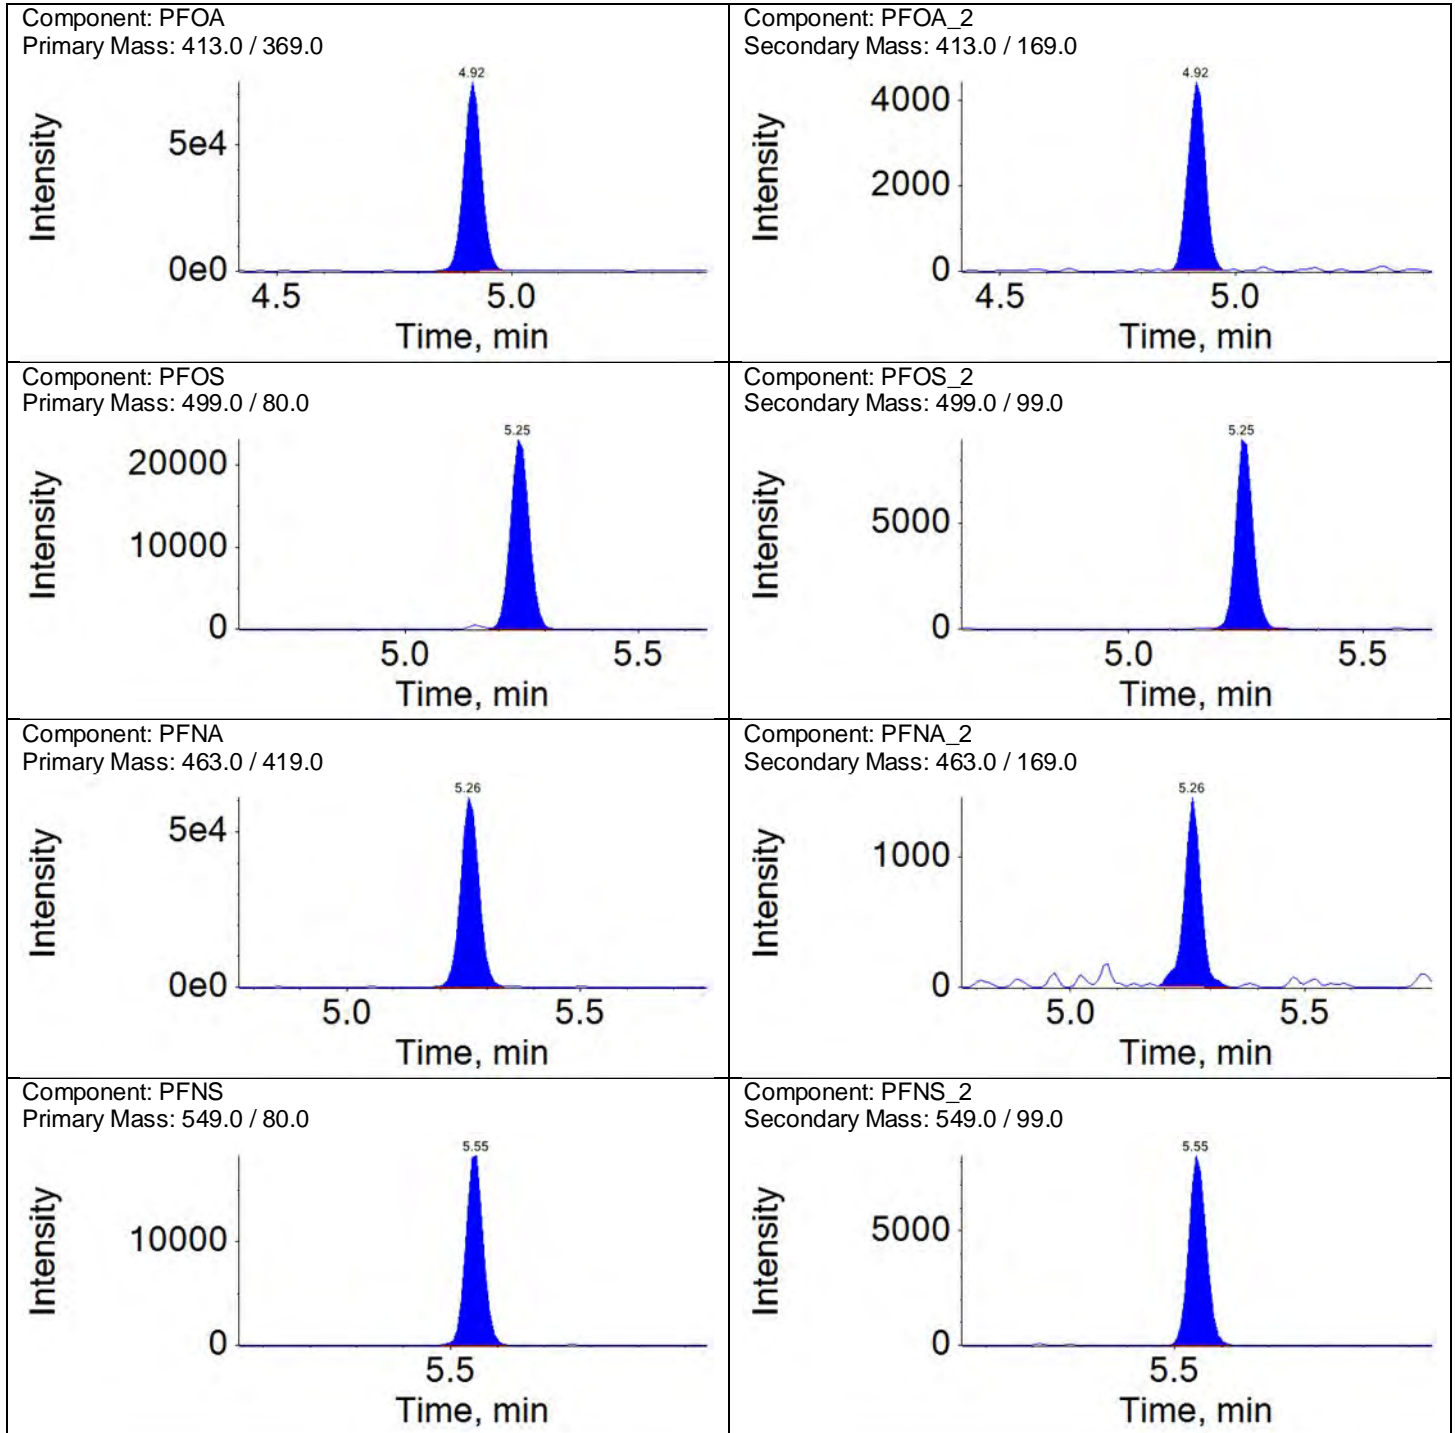 Component: PFOA
Primary Mass: 413.0 / 369.0
4.92
5e4
0e0
Intensity
4.5 5.0
Time, min
Component: PFOA_2
Secondary Mass: 413.0 / 169.0
4.92
4000
2000
0
Intensity
4.5 5.0
Time, min
Component: PFOS
Primary Mass: 499.0 / 80.0
5.25
20000
10000
0
Intensity
5.0 5.5
Time, min
Component: PFOS_2
Secondary Mass: 499.0 / 99.0
5.25
5000
0
Intensity
5.0 5.5
Time, min
Component: PFNA
Primary Mass: 463.0 / 419.0
5.26
5e4
0e0
Intensity
5.0 5.5
Time, min
Component: PFNA_2
Secondary Mass: 463.0 / 169.0
5.26
1000
0
Intensity
5.0 5.5
Time, min
Component: PFNS
Primary Mass: 549.0 / 80.0
5.55
10000
0
Intensity
5.5
Time, min
Component: PFNS_2
Secondary Mass: 549.0 / 99.0
5.55
5000
0
Intensity
5.5
Time, min